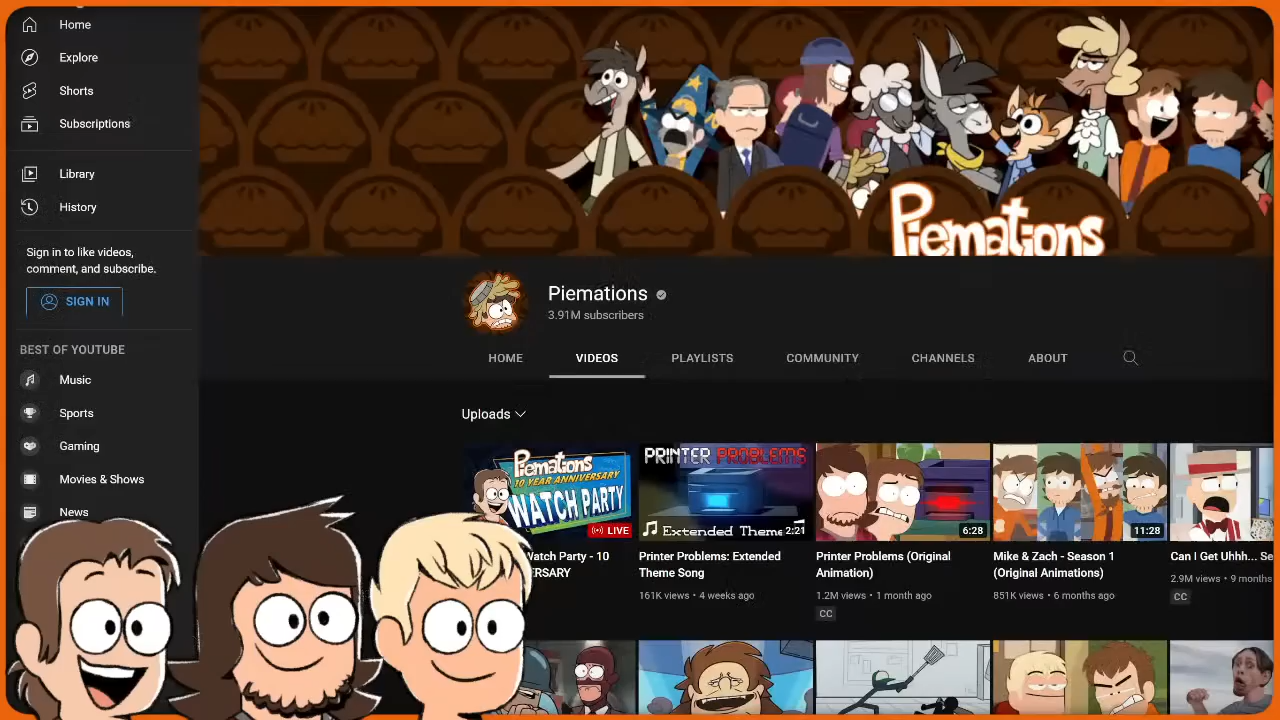 Home
Explore
Shorts
Subscriptions
Library
History
Sign in to like videos,
comment, and subscribe.
SIGN IN
BEST OF YOUTUBE
Music
Sports
Gaming
Movies & Shows
News
Piemations
Piemations
3.91M subscribers
HOME VIDEOS PLAYLISTS COMMUNITY CHANNELS ABOUT
Uploads
Piemations
10 YEAR ANNIVERSARY
WATCH PARTY
LIVE
Watch Party - 10
ERSARY
PRINTER PROBLEMS
Extended Theme
2:21
Printer Problems: Extended
Theme Song
161K views • 4 weeks ago
6:28
Printer Problems (Original
Animation)
1.2M views • 1 month ago
CC
11:28
Mike & Zach - Season 1
(Original Animations)
851K views • 6 months ago
Can I Get Uhhh... Se
2.9M views • 9 months
CC